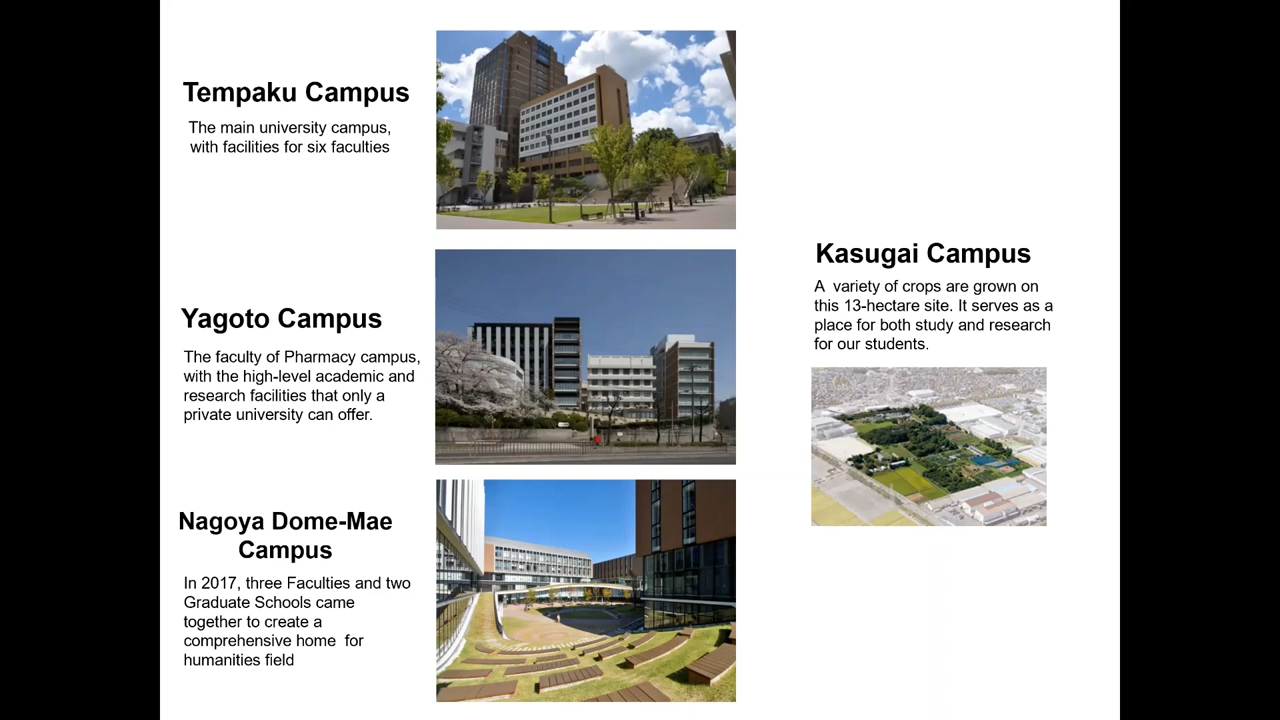 Tempaku Campus
The main university campus,
with facilities for six faculties
Yagoto Campus
The faculty of Pharmacy campus,
with the high-level academic and
research facilities that only a
private university can offer.
Nagoya Dome-Mae
Campus
In 2017, three Faculties and two
Graduate Schools came
together to create a
comprehensive home  for
humanities field
Kasugai Campus
A  variety of crops are grown on
this 13-hectare site. It serves as a
place for both study and research
for our students.